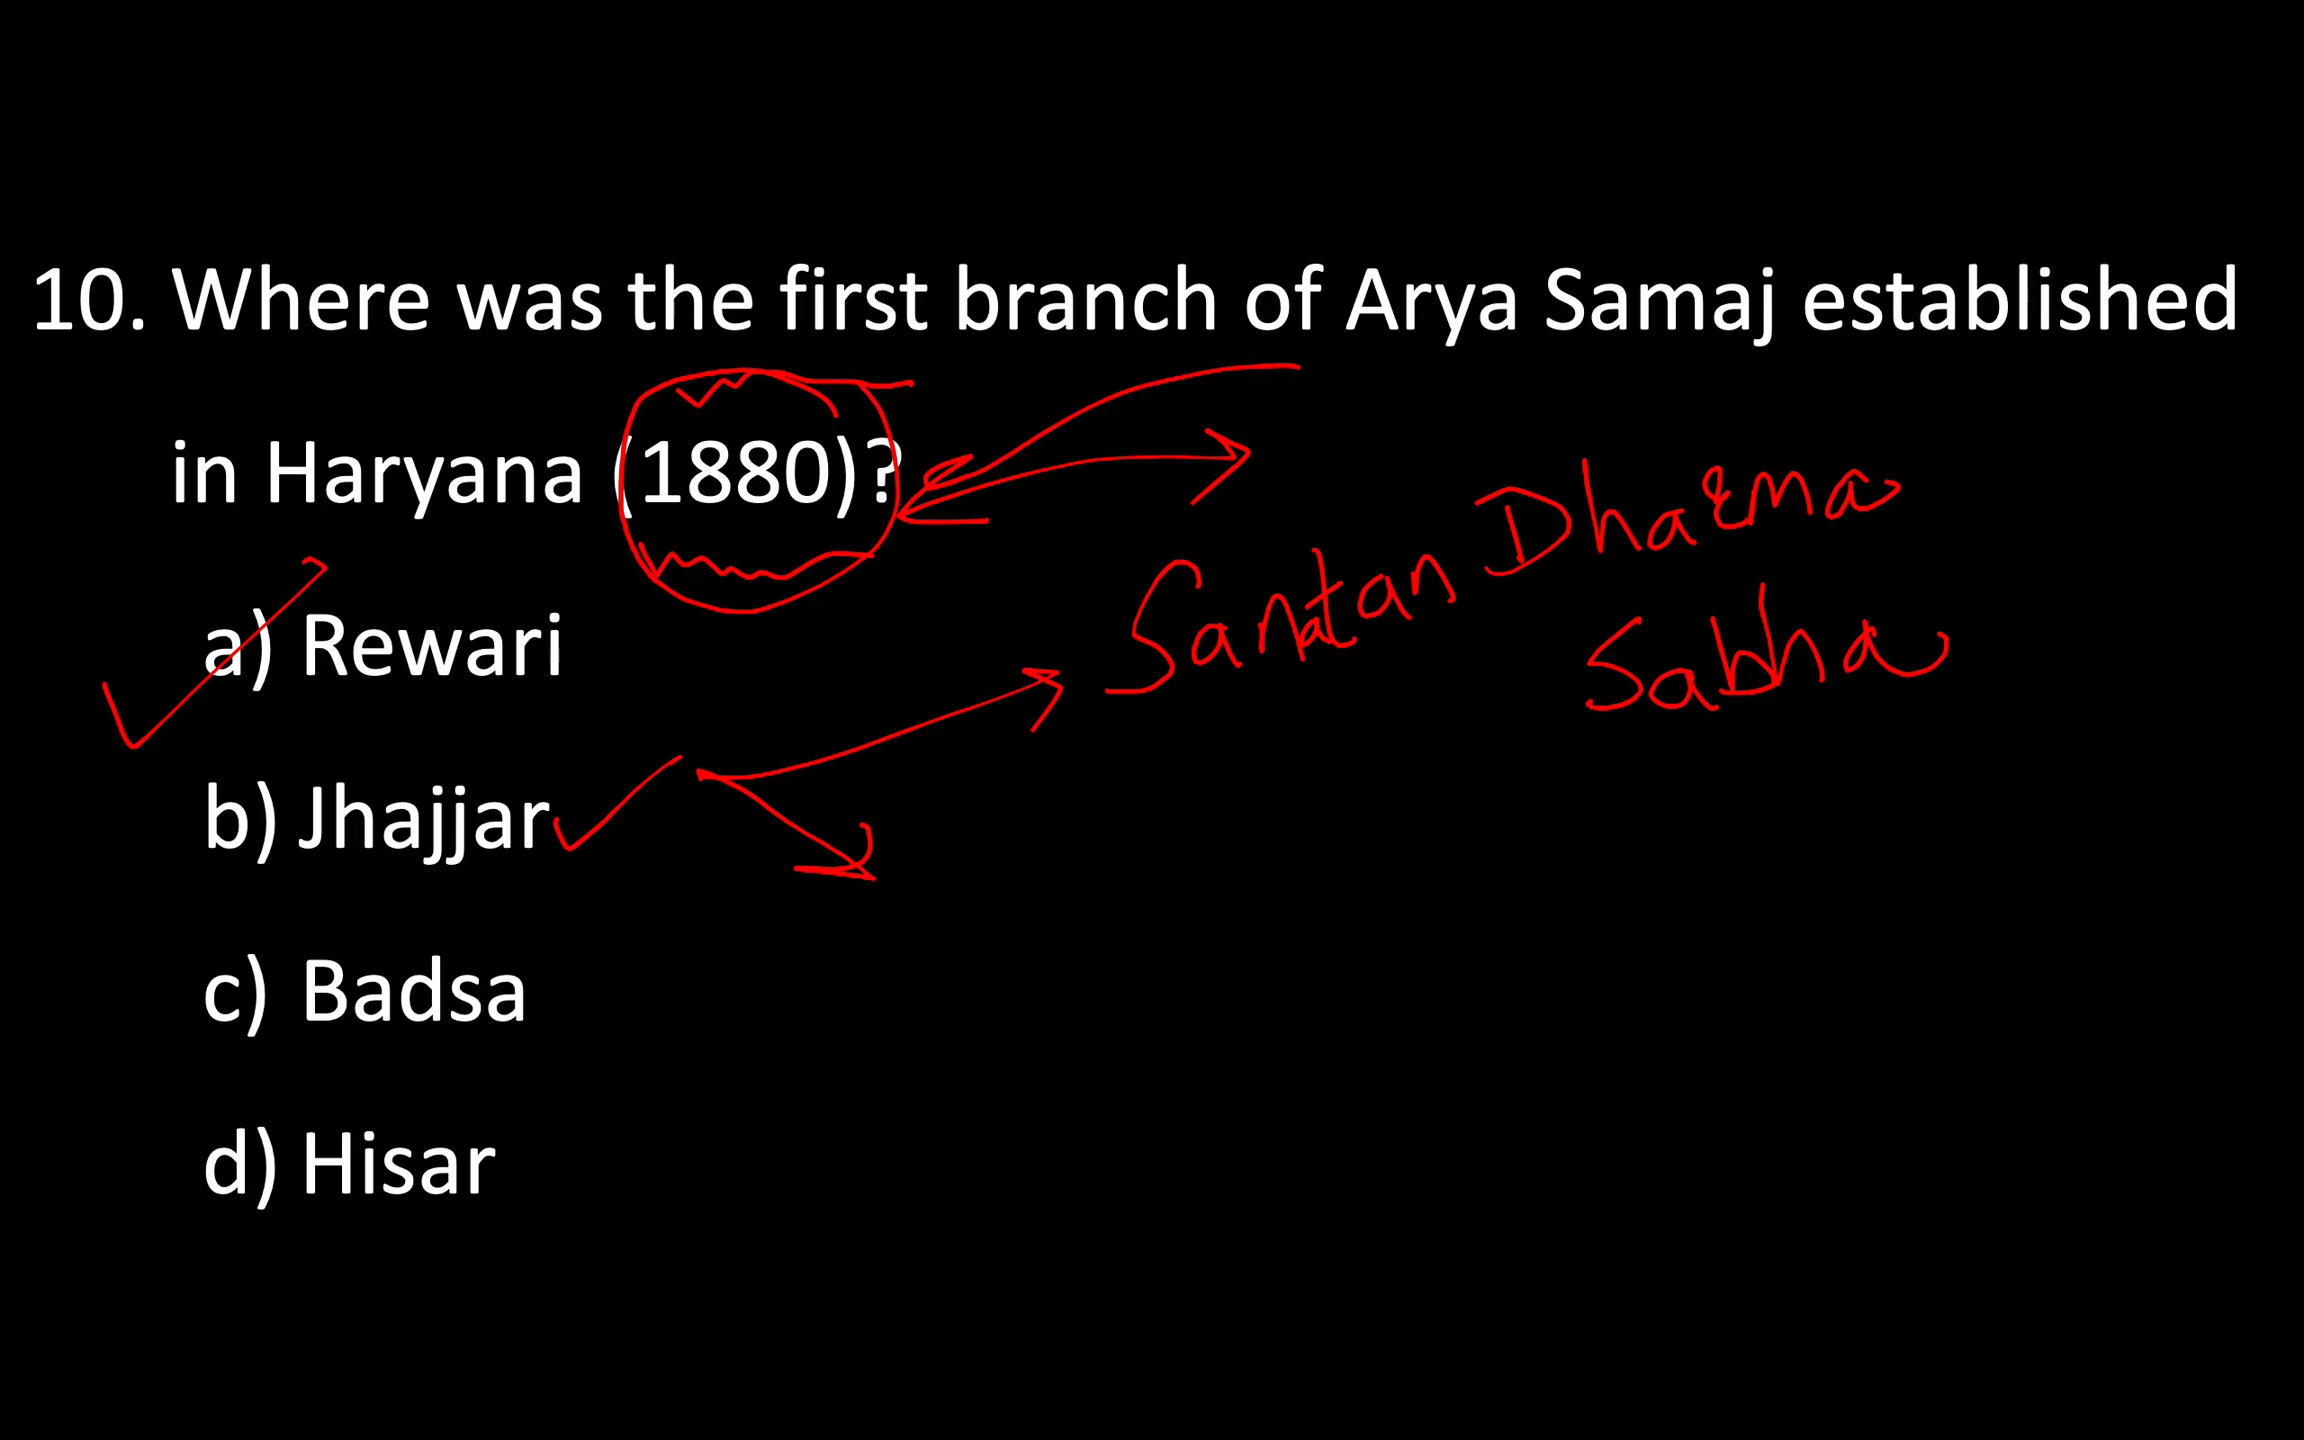 10. Where was the first branch of Arya Samaj established
in Haryana (1880)?
Santan Dharma
Sabha
a) Rewari
b) Jhajjar
c) Badsa
d) Hisar